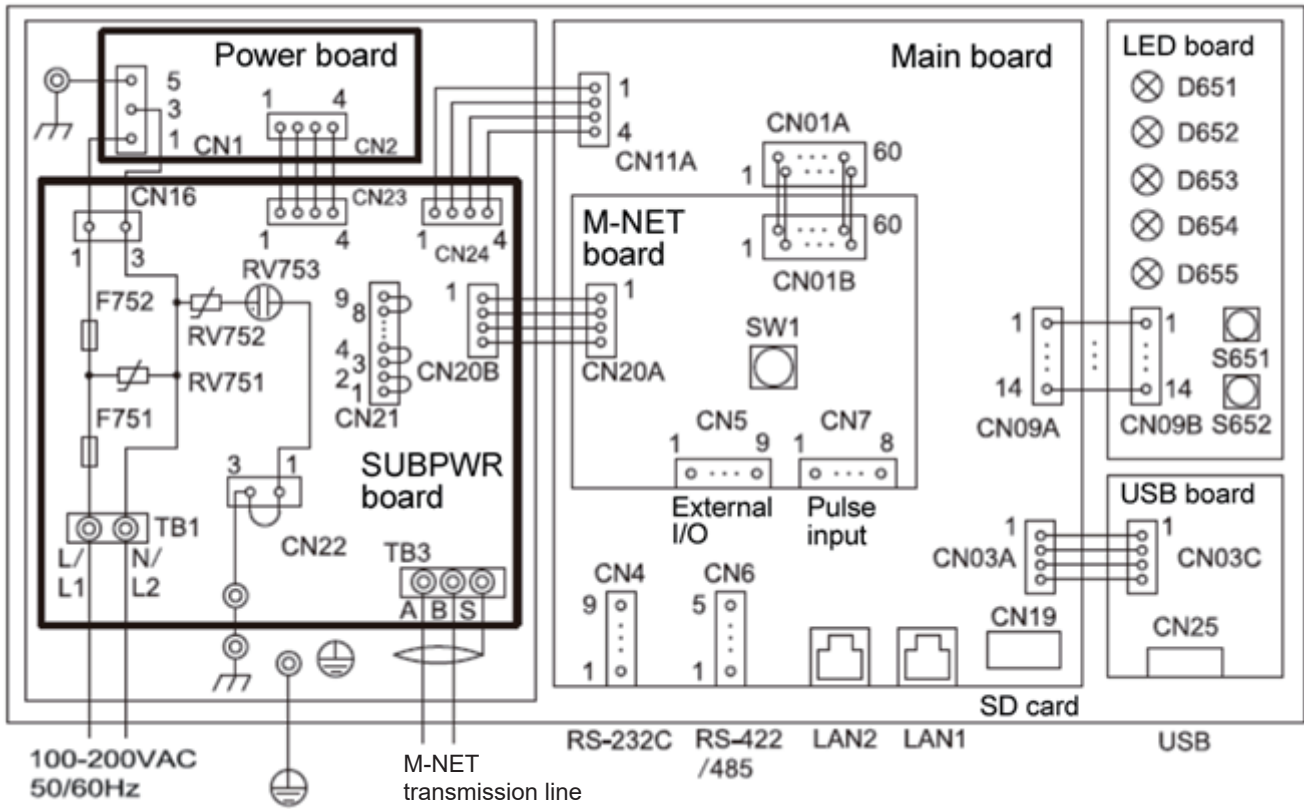 Power board
5
3
1
CN1
1 4
CN2
CN16
1 3
CN23
1 4
CN24
1 4
RV753
F752
RV752
RV751
F751
9
8
4
3
2
1
CN21
1
CN20B
SUBPWR
board
3 1
CN22
TB1
L/
L1
N/
L2
TB3
A B S
100-200VAC
50/60Hz
M-NET
transmission line
Main board
1
4
CN11A
CN01A
1 60
M-NET
board
1 60
CN01B
1
CN20A
SW1
CN5
1 9
External
I/O
CN7
1 8
Pulse
input
CN4
9
1
RS-232C
CN6
5
1
RS-422
/485
LAN2
LAN1
CN19
SD card
1
14
CN09A
1
CN03A
LED board
D651
D652
D653
D654
D655
1
14
CN09B
S651
S652
USB board
1
CN03C
CN25
USB